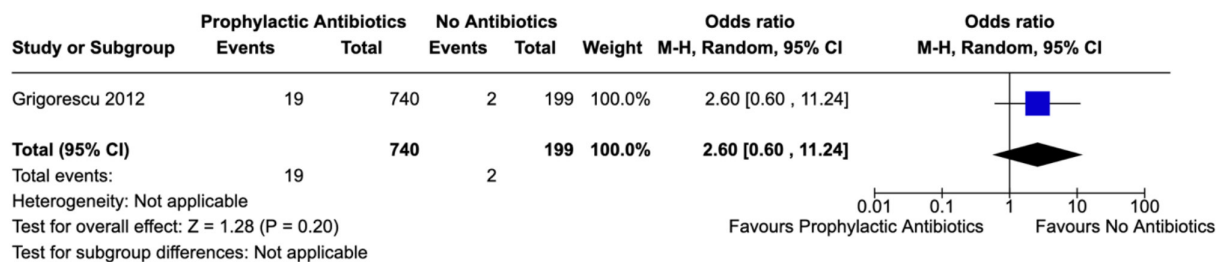 Prophylactic Antibiotics No Antibiotics Odds ratio Odds ratio
Study or Subgroup Events Total Events Total Weight M-H, Random, 95% CI M-H, Random, 95% CI
Grigorescu 2012 19 740 2 199 100.0% 2.60 [0.60 , 11.24]
Total (95% CI) 740 199 100.0% 2.60 [0.60 , 11.24]
Total events: 19 2
Heterogeneity: Not applicable
0.01 0.1 1 10 100
Test for overall effect: Z = 1.28 (P = 0.20) Favours Prophylactic Antibiotics Favours No Antibiotics
Test for subgroup differences: Not applicable